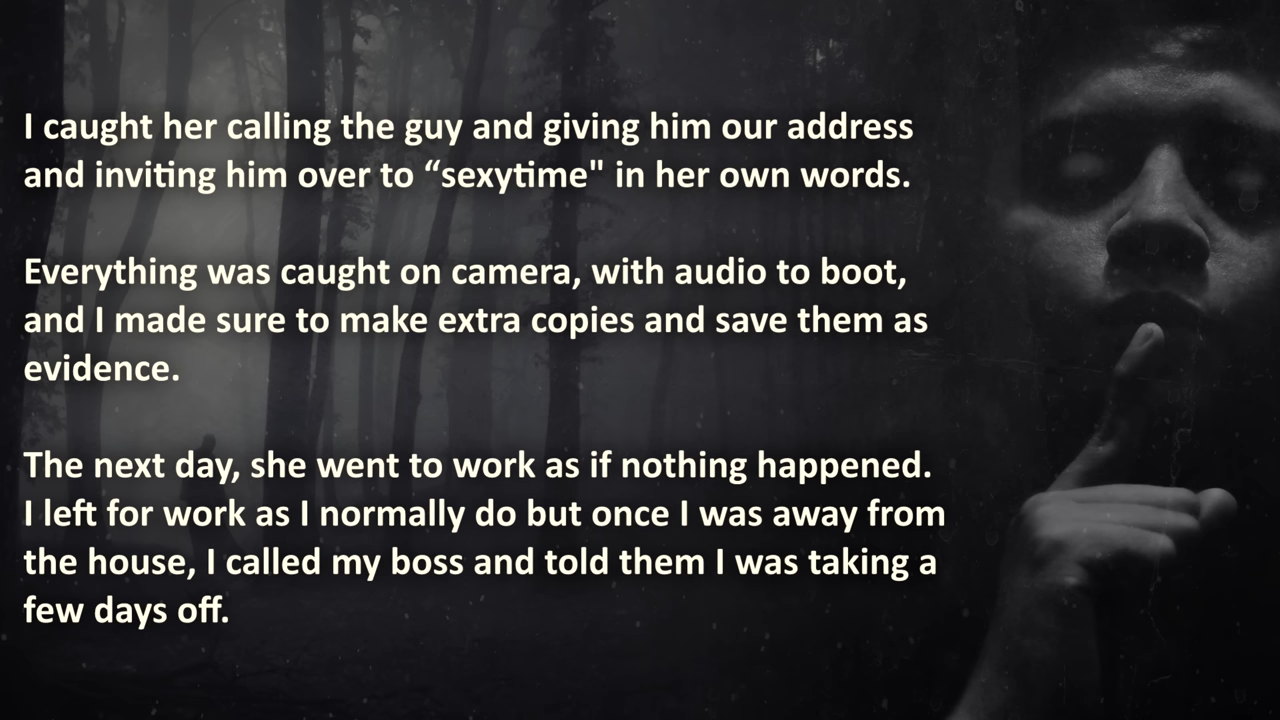 I caught her calling the guy and giving him our address
and inviting him over to “sexytime" in her own words.
Everything was caught on camera, with audio to boot,
and I made sure to make extra copies and save them as
evidence.
The next day, she went to work as if nothing happened.
I left for work as I normally do but once I was away from
the house, I called my boss and told them I was taking a
few days off.